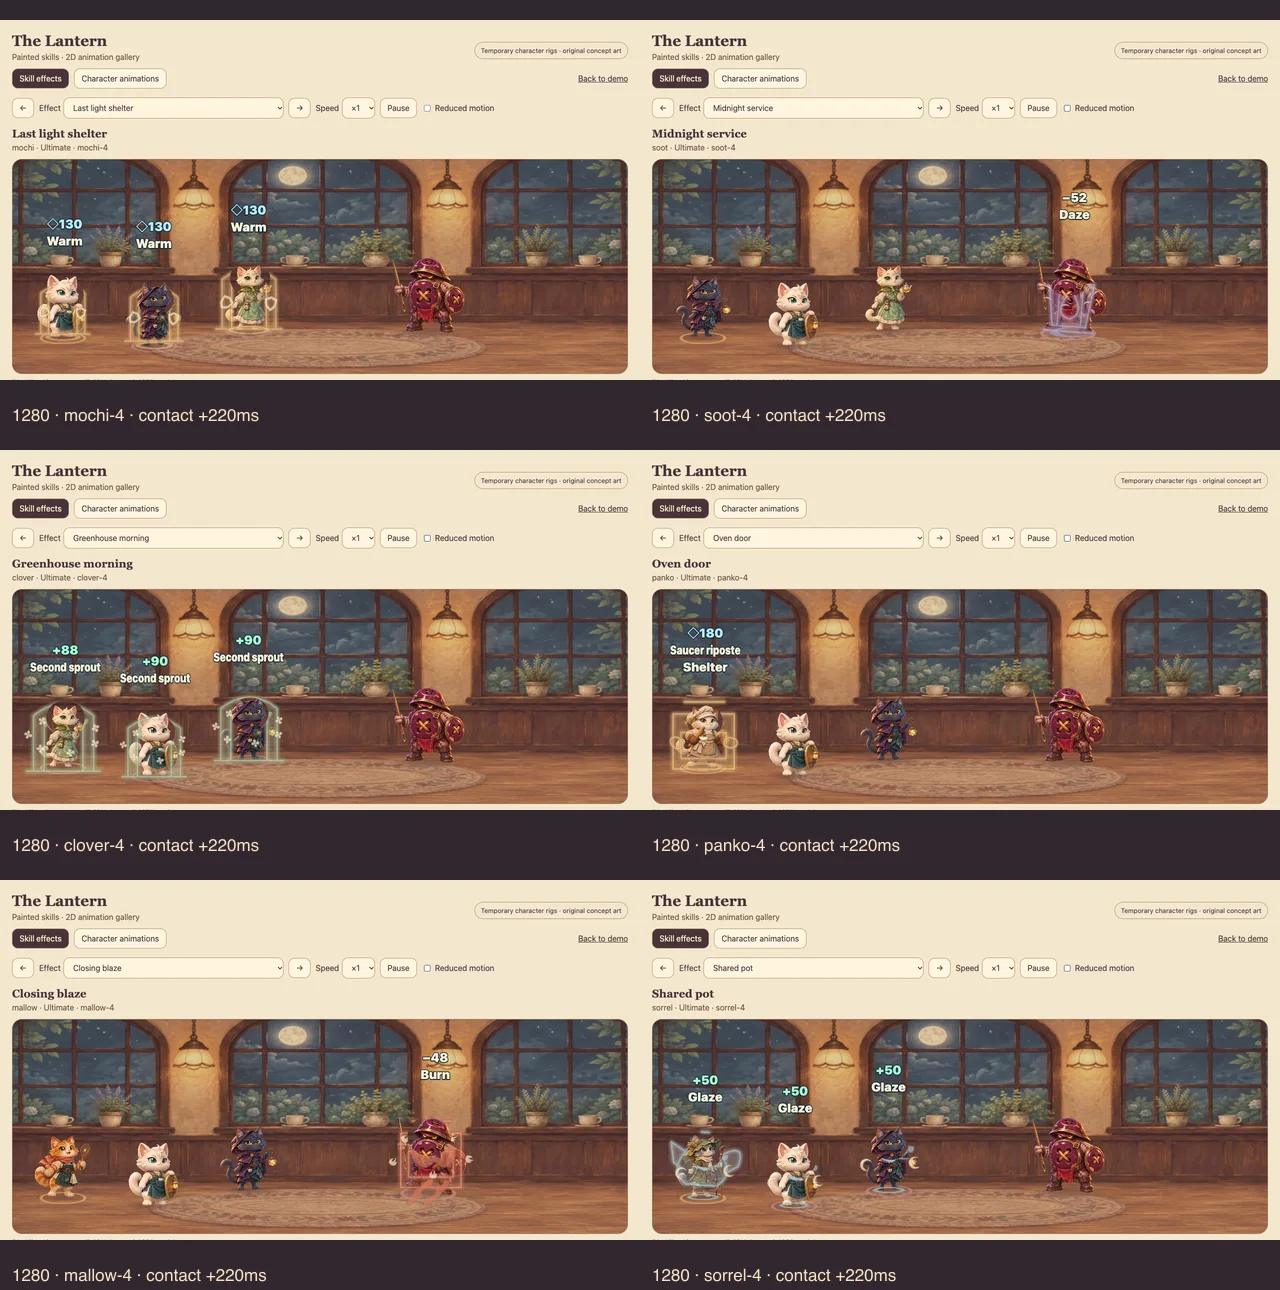 The Lantern
Painted skills · 2D animation gallery
Temporary character rigs · original concept art
Skill effects
Character animations
Back to demo
← Effect Last light shelter → Speed ×1 Pause Reduced motion
Last light shelter
mochi · Ultimate · mochi-4
◇130
Warm
◇130
Warm
◇130
Warm
1280 · mochi-4 · contact +220ms
The Lantern
Painted skills · 2D animation gallery
Temporary character rigs · original concept art
Skill effects
Character animations
Back to demo
← Effect Midnight service → Speed ×1 Pause Reduced motion
Midnight service
soot · Ultimate · soot-4
−52
Daze
1280 · soot-4 · contact +220ms
The Lantern
Painted skills · 2D animation gallery
Temporary character rigs · original concept art
Skill effects
Character animations
Back to demo
← Effect Greenhouse morning → Speed ×1 Pause Reduced motion
Greenhouse morning
clover · Ultimate · clover-4
+88
Second sprout
+90
Second sprout
+90
Second sprout
1280 · clover-4 · contact +220ms
The Lantern
Painted skills · 2D animation gallery
Temporary character rigs · original concept art
Skill effects
Character animations
Back to demo
← Effect Oven door → Speed ×1 Pause Reduced motion
Oven door
panko · Ultimate · panko-4
◇180
Saucer riposte
Shelter
1280 · panko-4 · contact +220ms
The Lantern
Painted skills · 2D animation gallery
Temporary character rigs · original concept art
Skill effects
Character animations
Back to demo
← Effect Closing blaze → Speed ×1 Pause Reduced motion
Closing blaze
mallow · Ultimate · mallow-4
−48
Burn
1280 · mallow-4 · contact +220ms
The Lantern
Painted skills · 2D animation gallery
Temporary character rigs · original concept art
Skill effects
Character animations
Back to demo
← Effect Shared pot → Speed ×1 Pause Reduced motion
Shared pot
sorrel · Ultimate · sorrel-4
+50
Glaze
+50
Glaze
+50
Glaze
1280 · sorrel-4 · contact +220ms